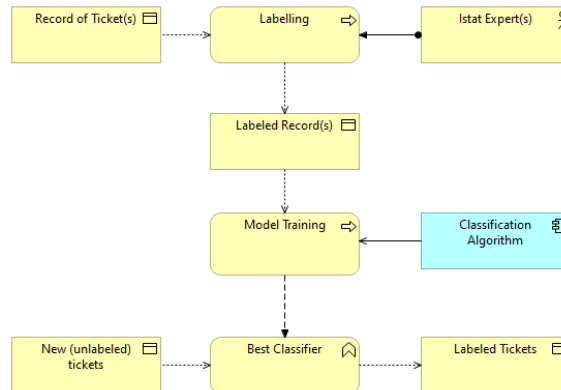 Record of Ticket(s)
Labelling
Istat Expert(s)
Labeled Record(s)
Model Training
Classification
Algorithm
New (unlabeled)
tickets
Best Classifier
Labeled Tickets